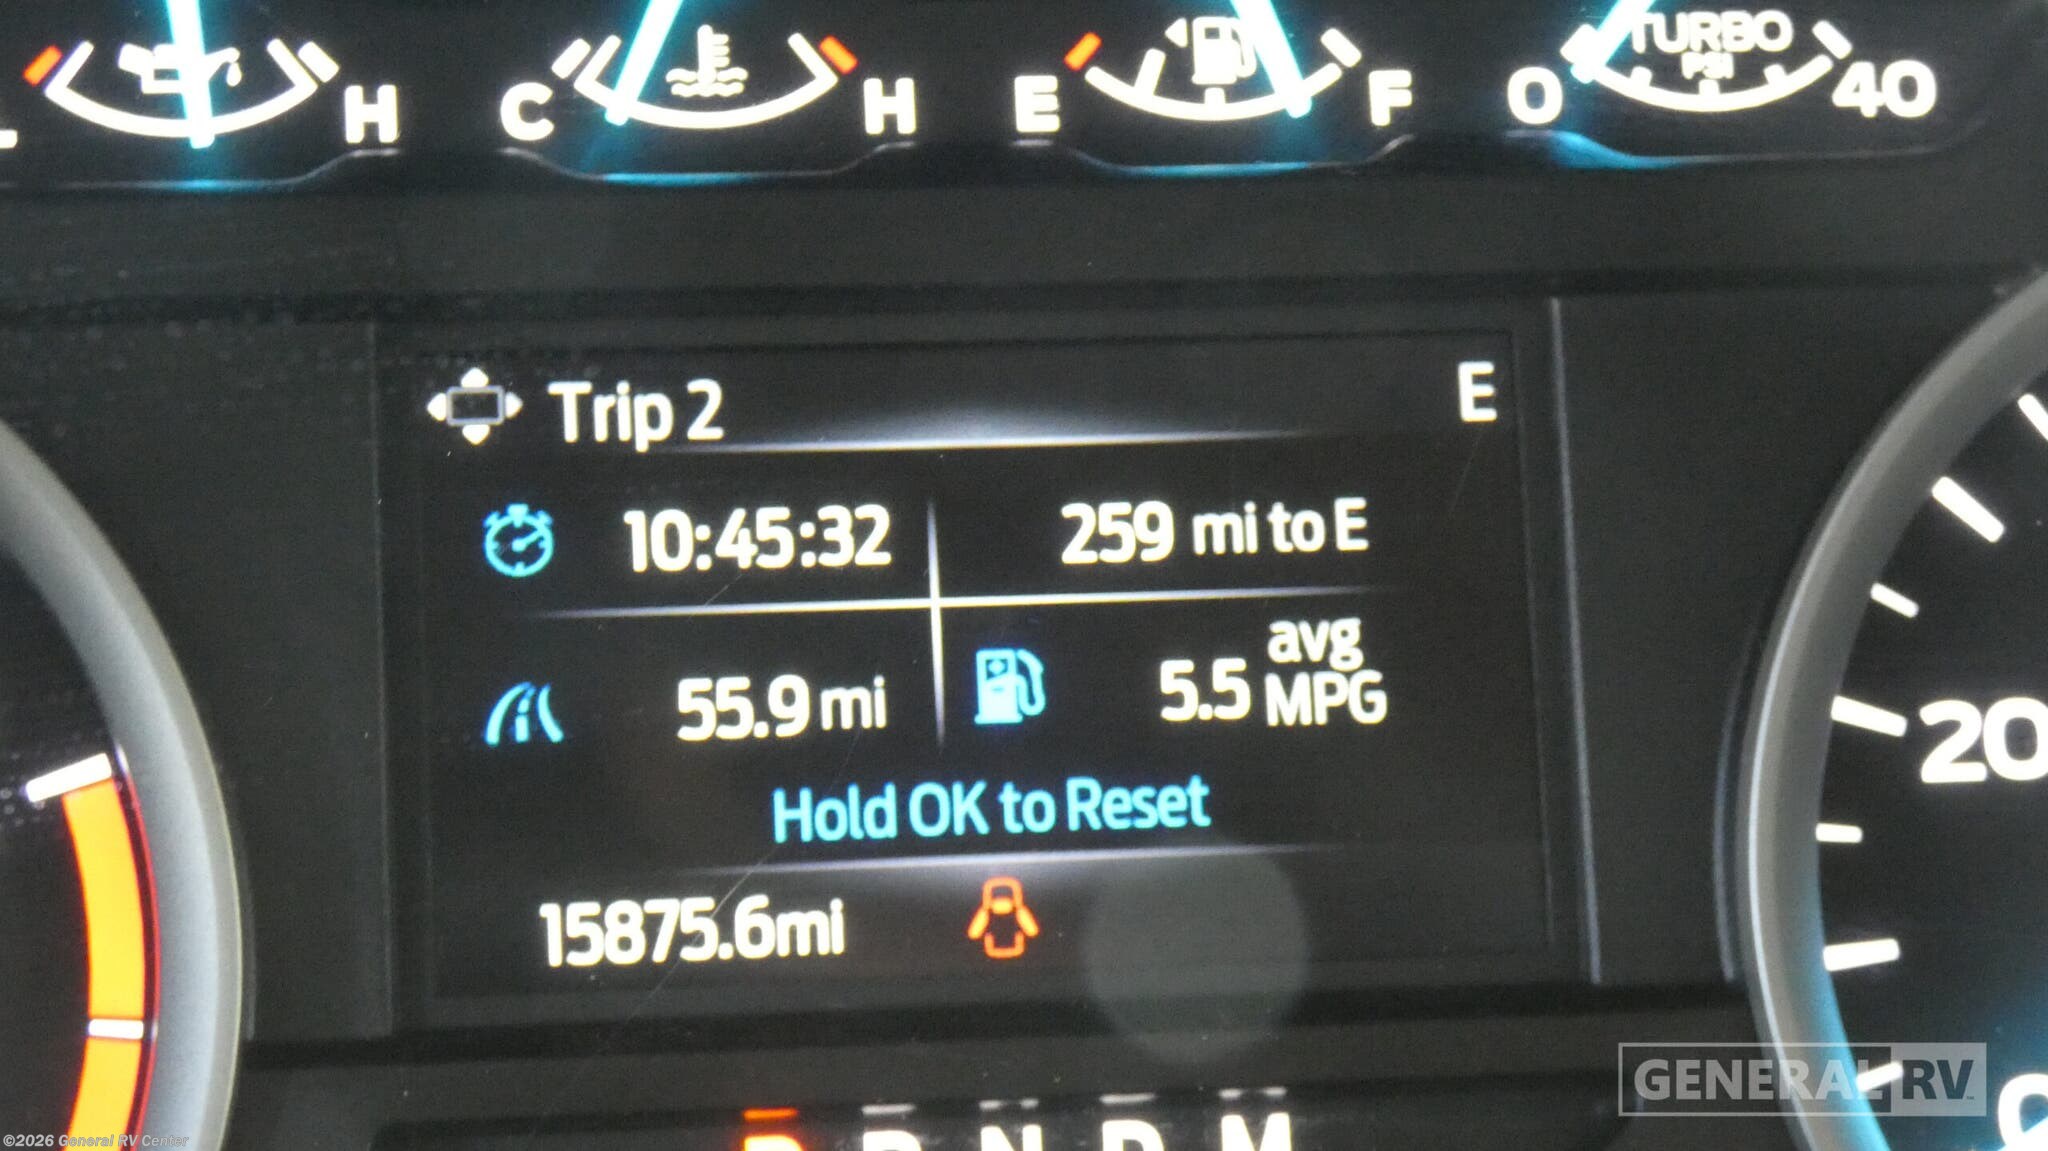 H C H E F O TURBO PSI 40
Trip 2 E
10:45:32 259 mi to E
55.9 mi 5.5 avg MPG
Hold OK to Reset
15875.6mi
20
0
P R N D M
GENERAL RV
©2026 General RV Center